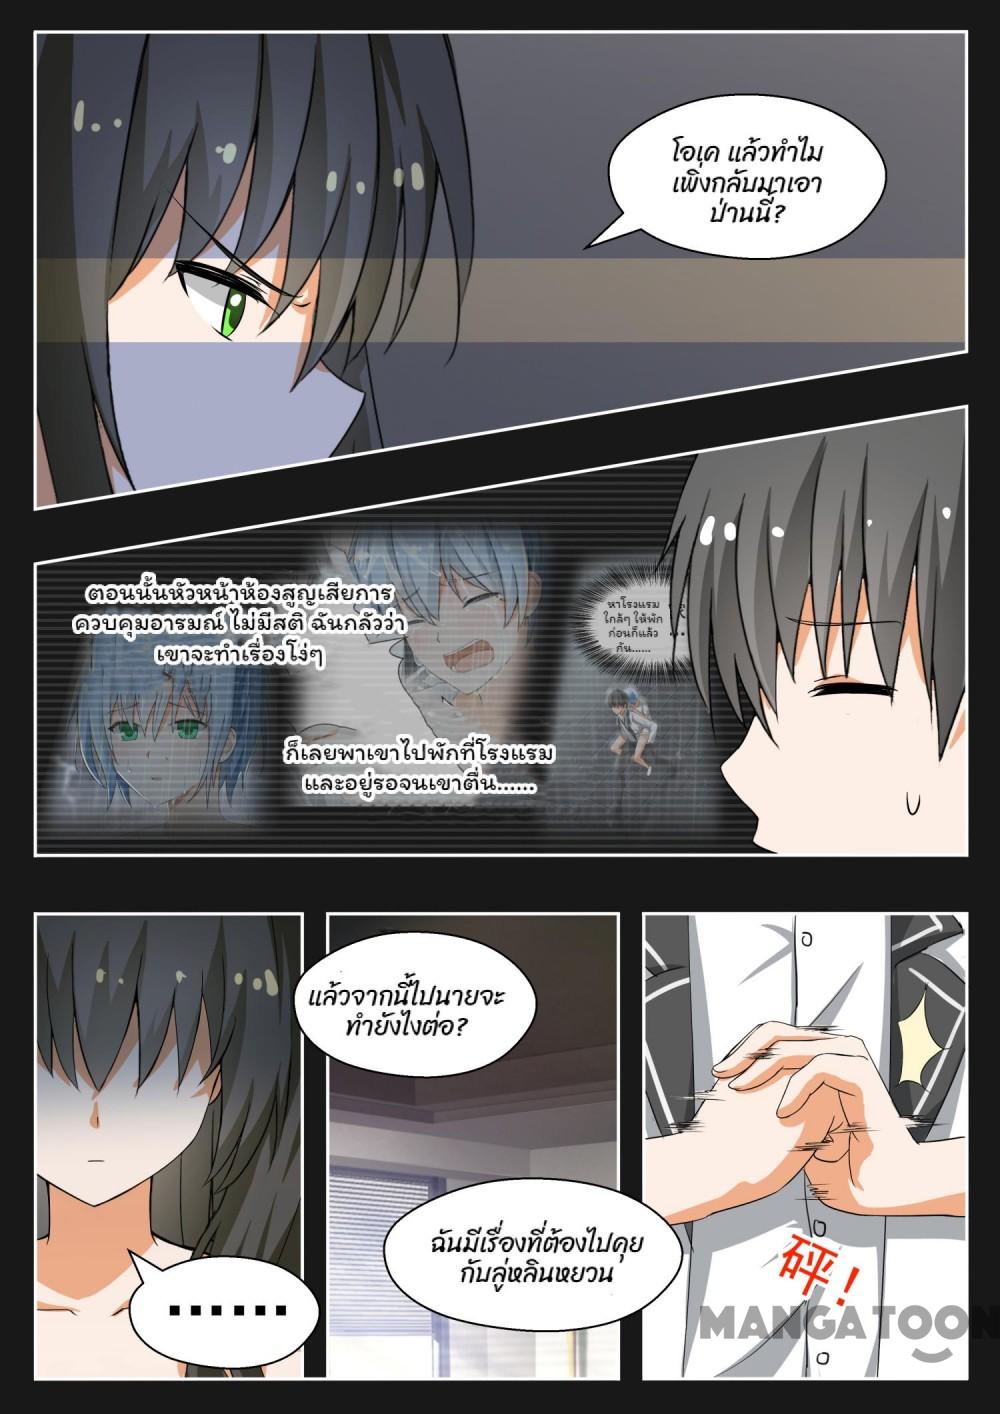 โอเค แล้วทำไม
เพิ่งกลับมาเอา
ป่านนี้?
ตอนนั้นหัวหน้าห้องสูญเสียการ
ควบคุมอารมณ์ ไม่มีสติ ฉันกลัวว่า
เขาจะทำเรื่องโง่ๆ
หาโรงแรม
ใกล้ๆ ให้พัก
ก่อนก็แล้ว
กัน......
ก็เลยพาเขาไปพักที่โรงแรม
และอยู่รอจนเขาตื่น......
แล้วจากนี้ไปนายจะ
ทำยังไงต่อ?
......
ฉันมีเรื่องที่ต้องไปคุย
กับลู่หลินหยวน
砰!
MANGATOON